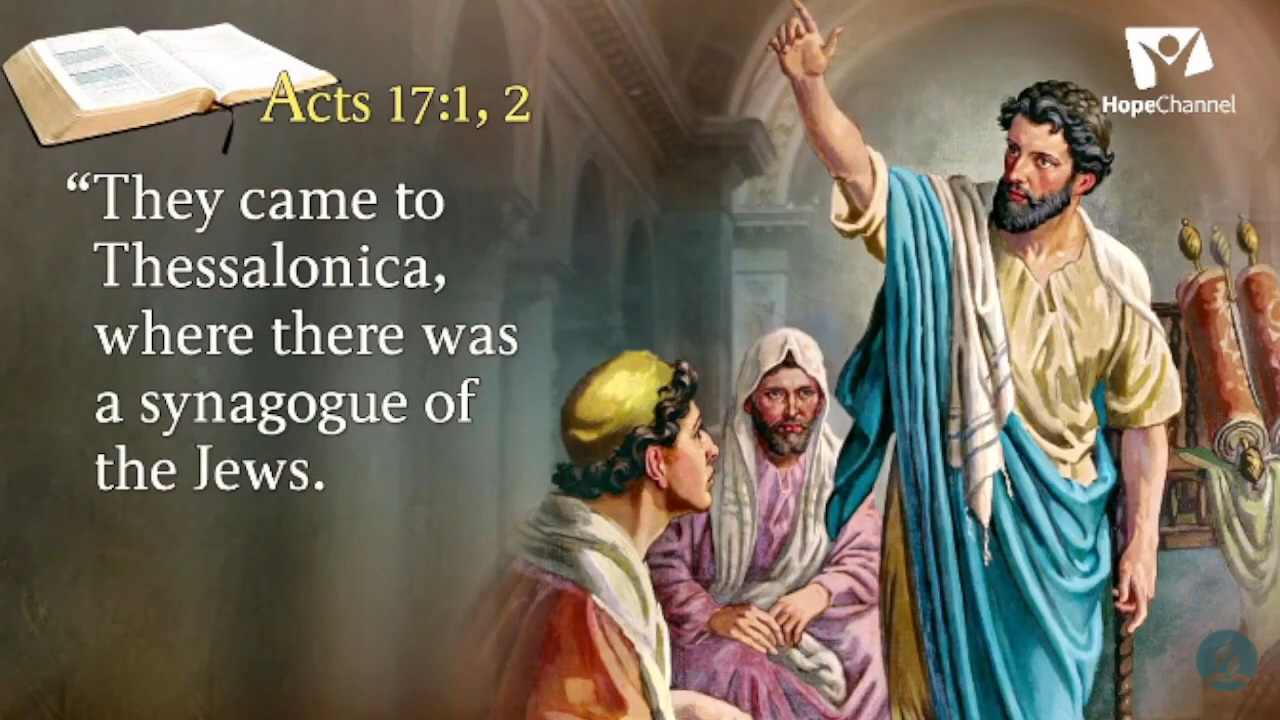 Acts 17:1, 2
HopeChannel
“They came to
Thessalonica,
where there was
a synagogue of
the Jews.